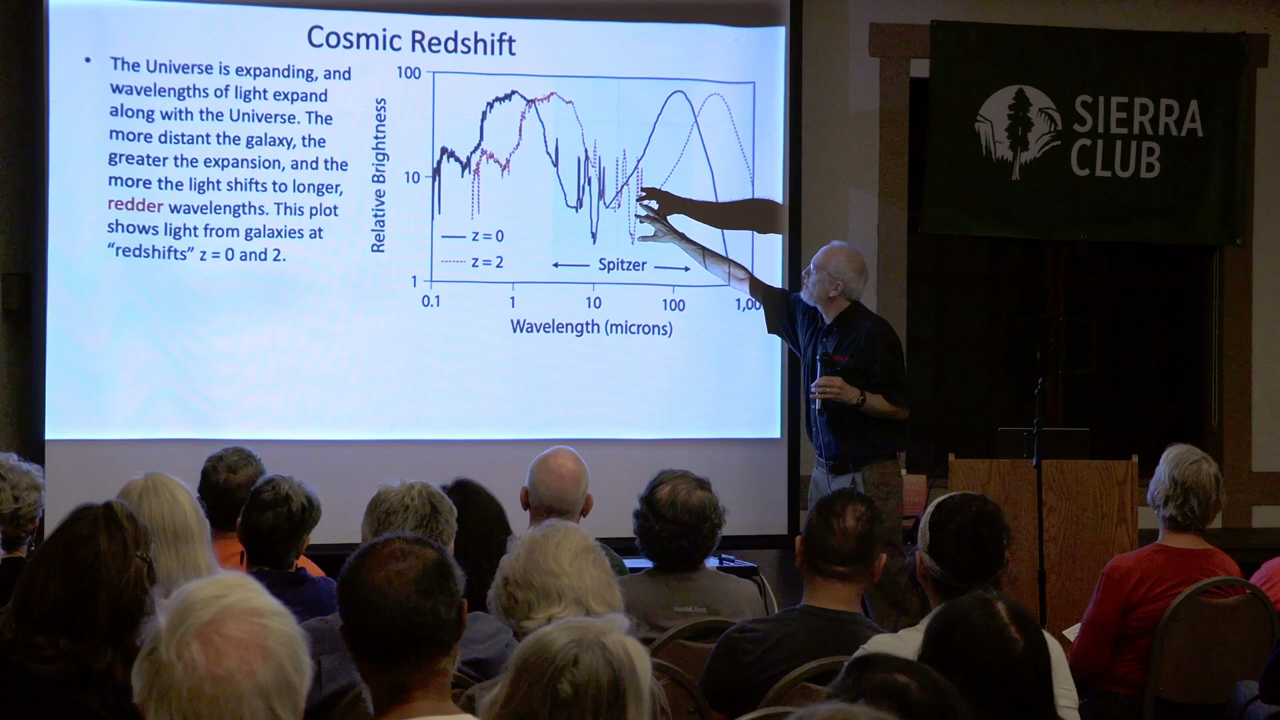 Cosmic Redshift
• The Universe is expanding, and
wavelengths of light expand
along with the Universe. The
more distant the galaxy, the
greater the expansion, and the
more the light shifts to longer,
redder wavelengths. This plot
shows light from galaxies at
"redshifts" z = 0 and 2.
Relative Brightness
100
10
1
z = 0
z = 2
Spitzer
0.1 1 10 100 1,00
Wavelength (microns)
SIERRA
CLUB